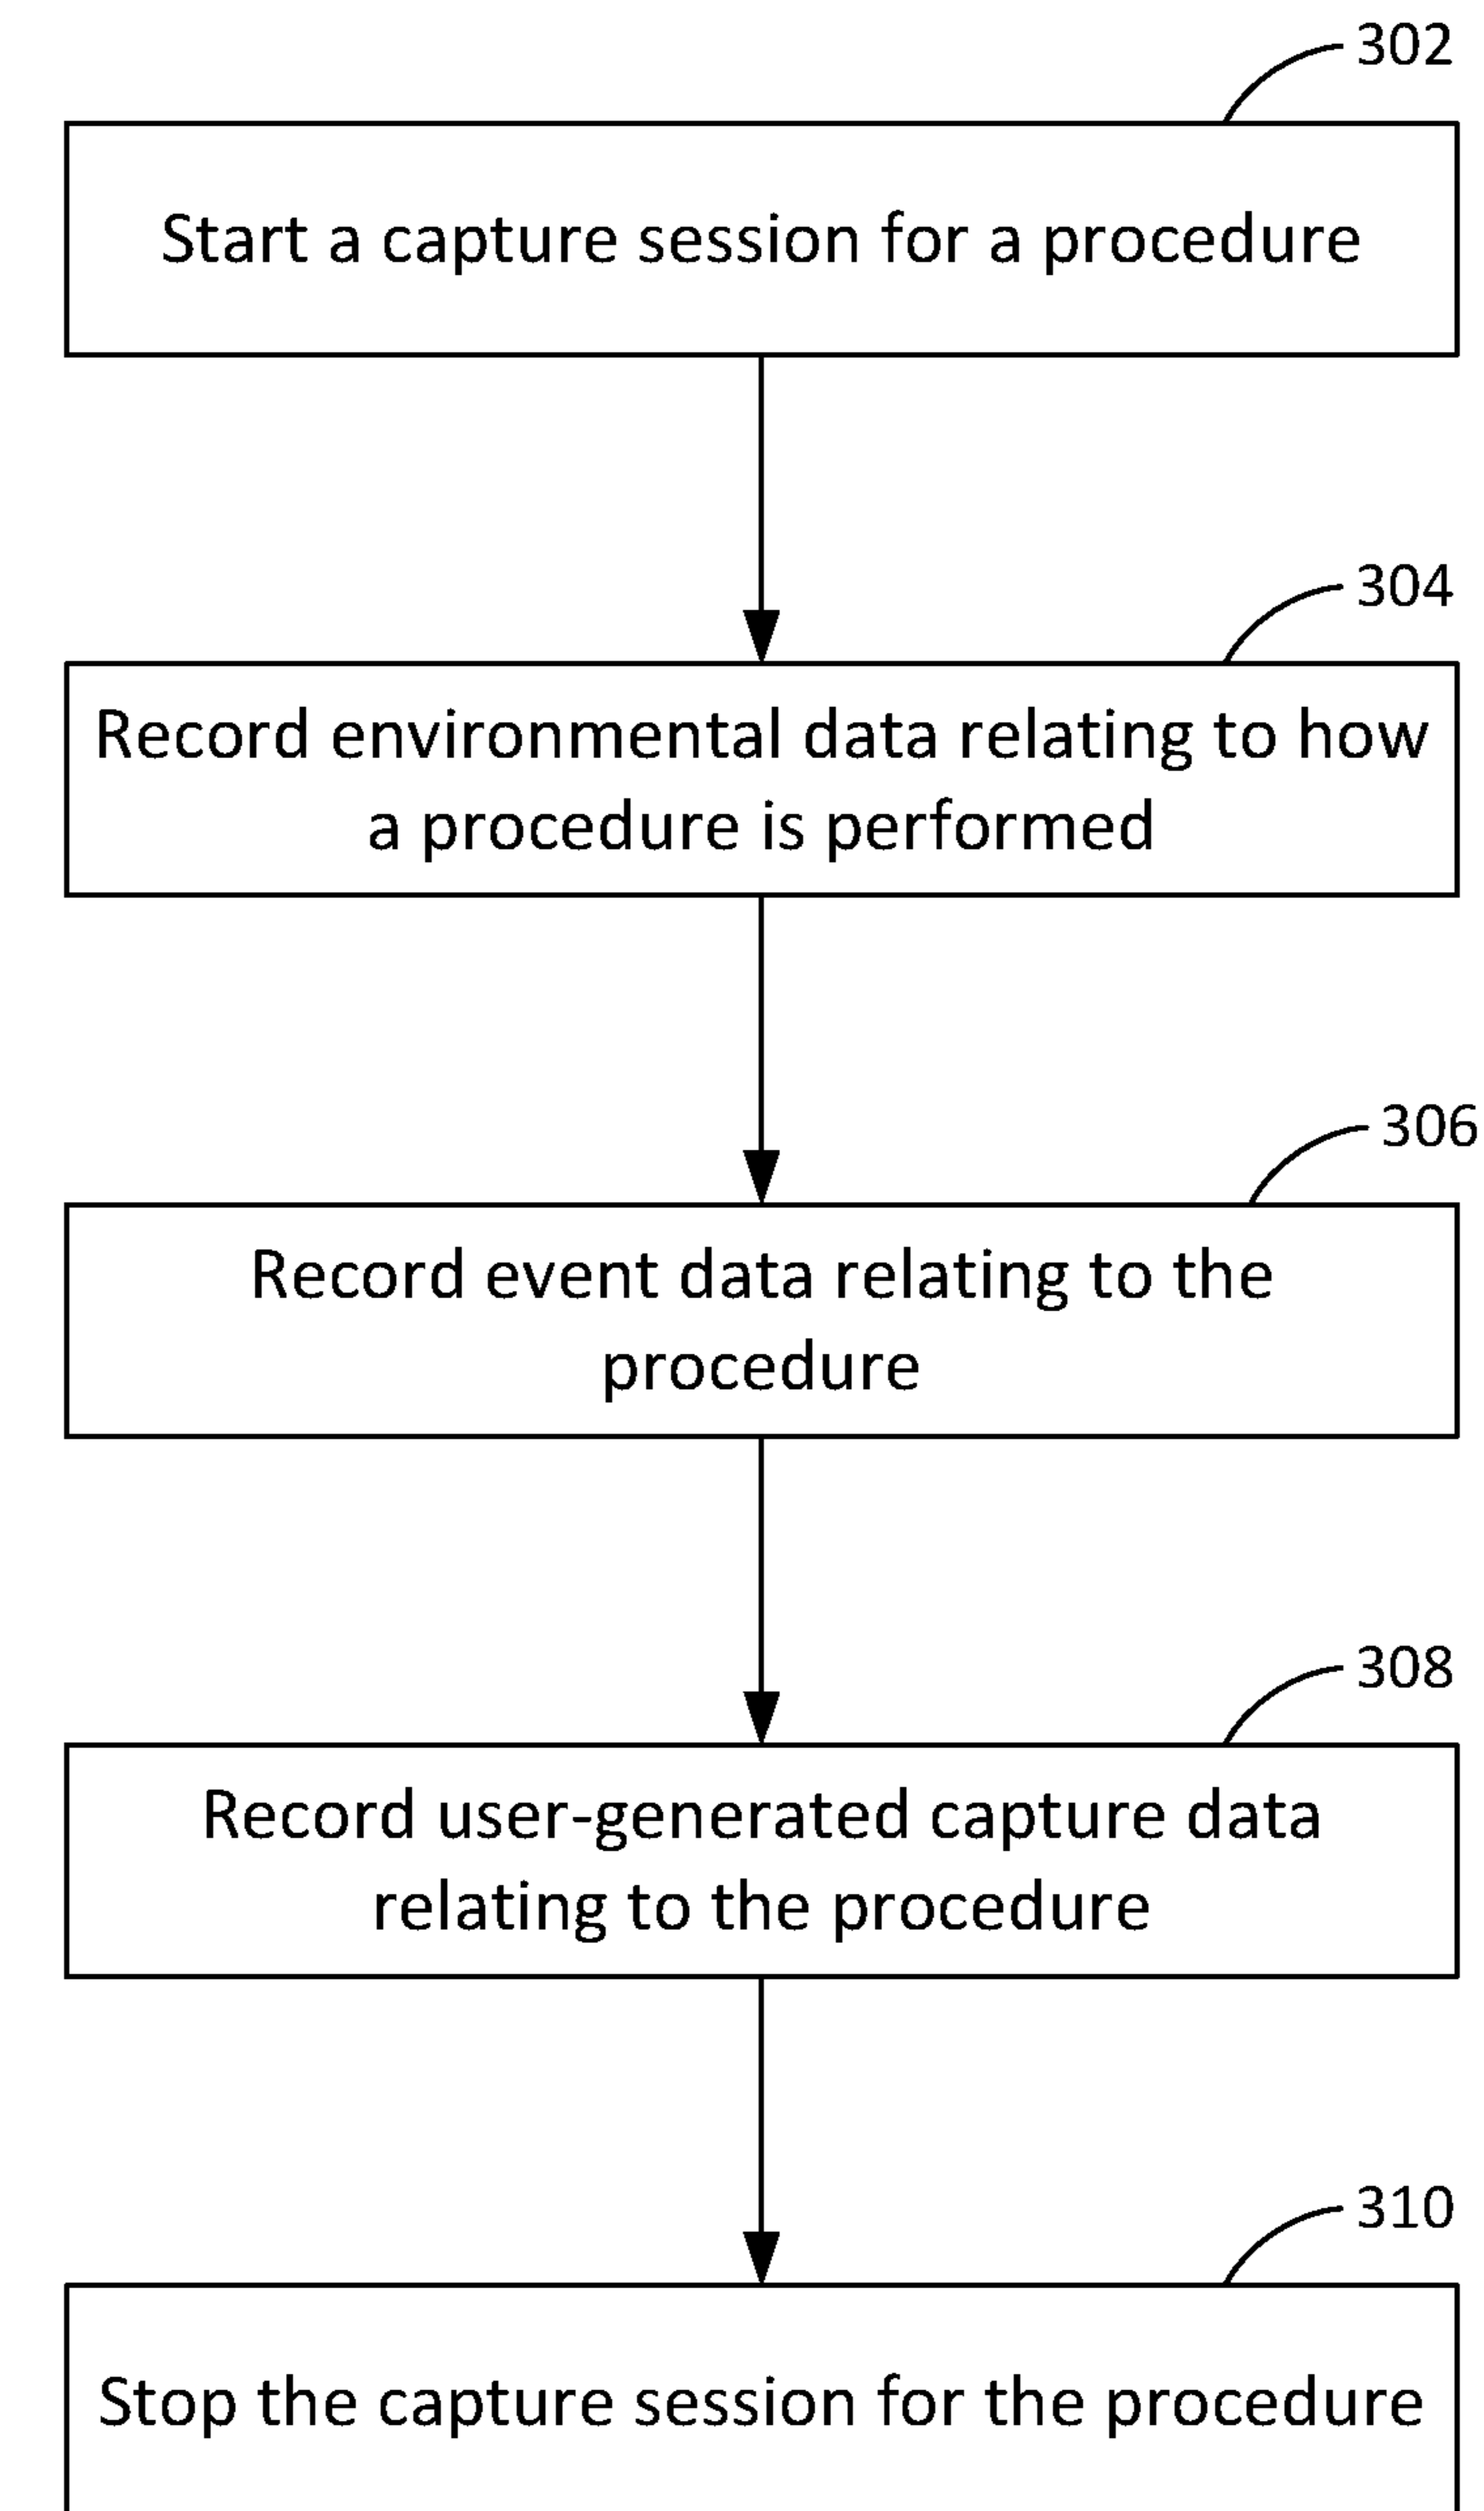 302
Start a capture session for a procedure
304
Record environmental data relating to how
a procedure is performed
306
Record event data relating to the
procedure
308
Record user-generated capture data
relating to the procedure
310
Stop the capture session for the procedure